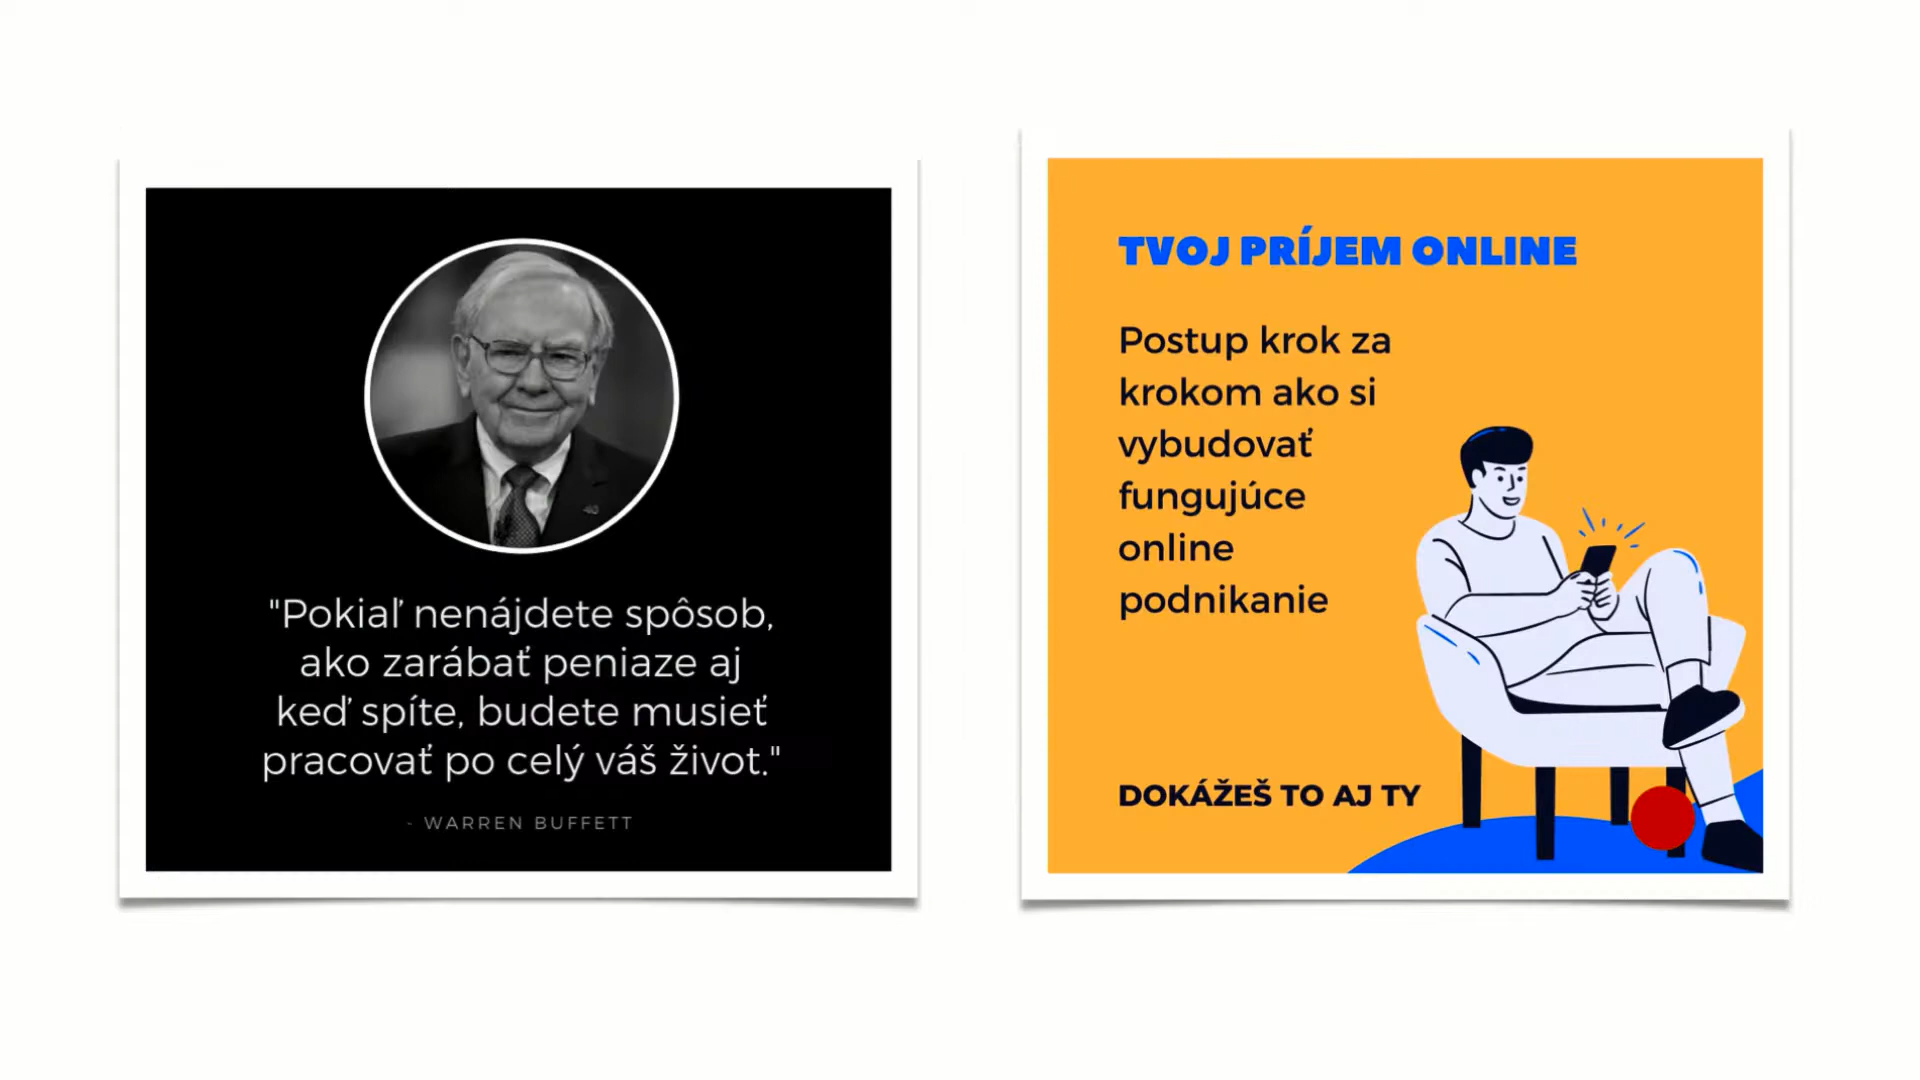 "Pokiaľ nenájdete spôsob,
ako zarábať peniaze aj
keď spíte, budete musieť
pracovať po celý váš život."
- WARREN BUFFETT
TVOJ PRÍJEM ONLINE
Postup krok za
krokom ako si
vybudovať
fungujúce
online
podnikanie
DOKÁŽEŠ TO AJ TY